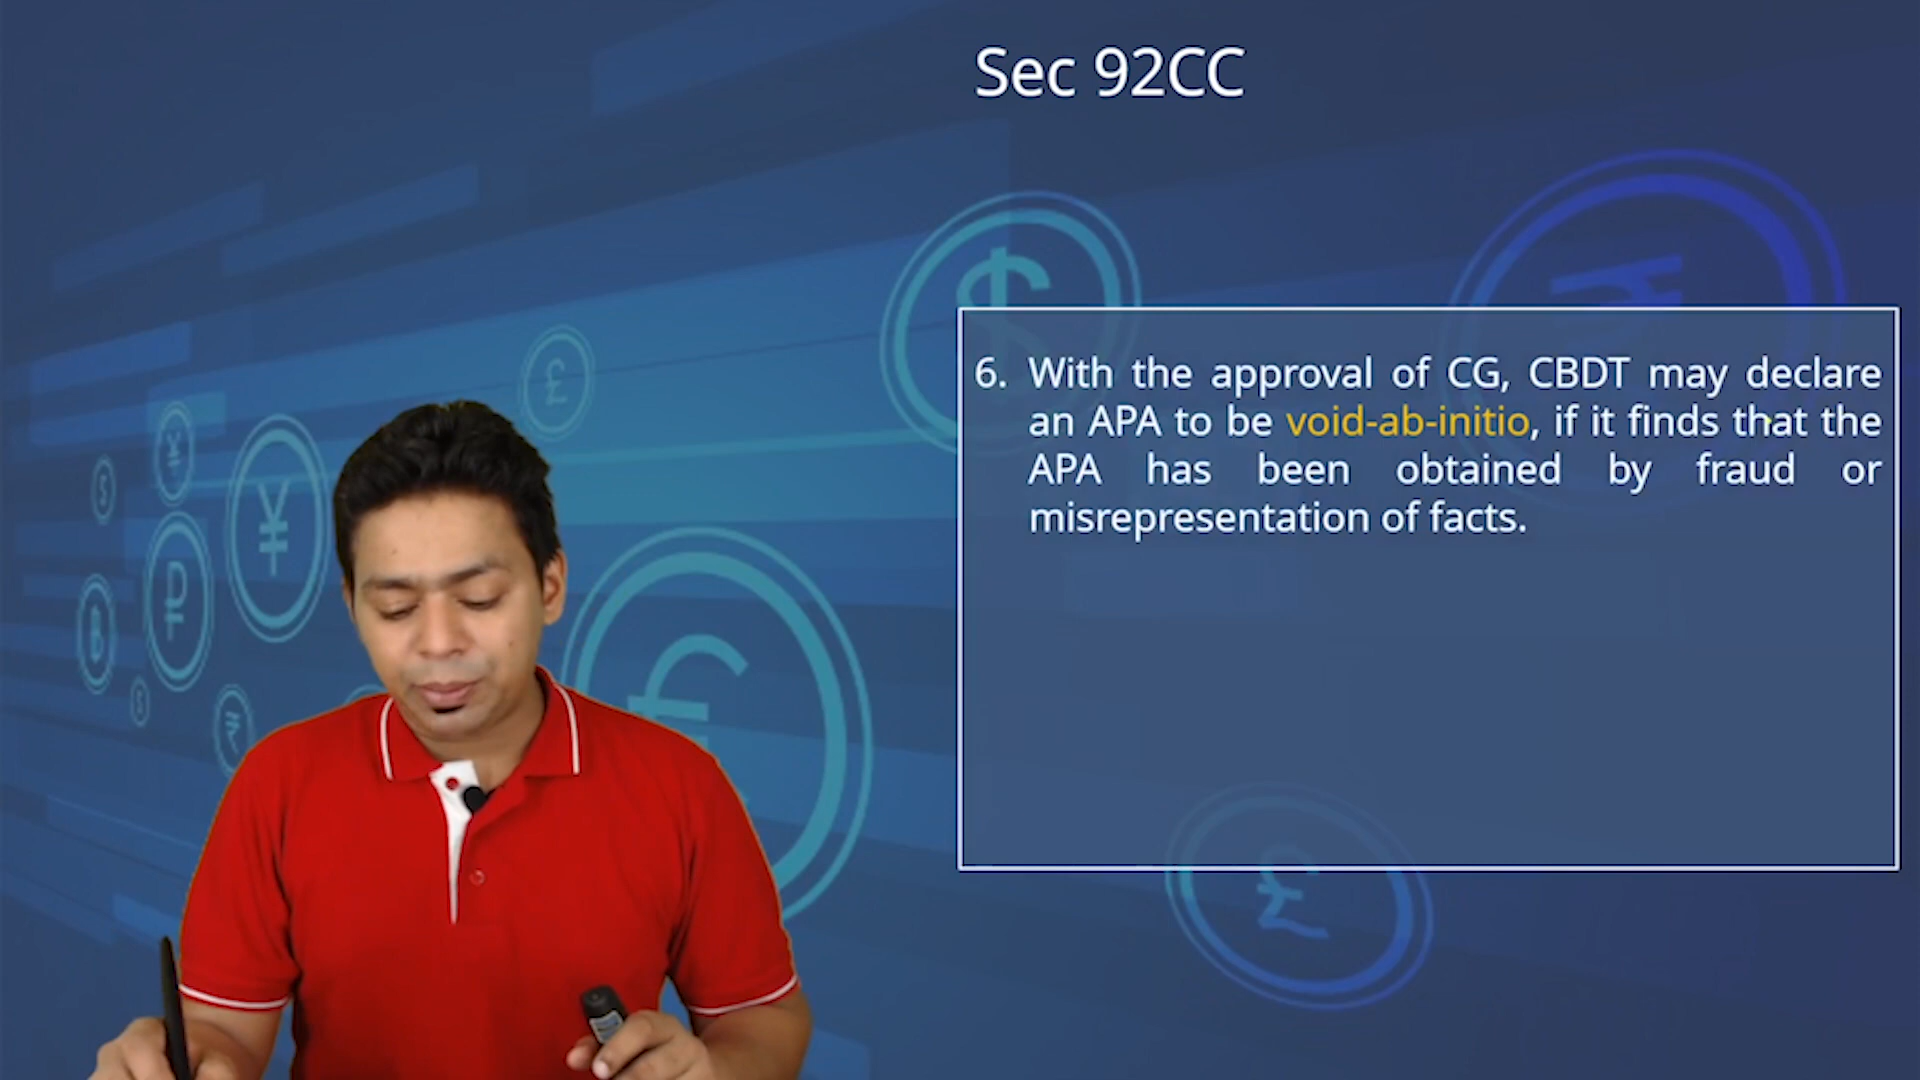 Sec 92CC
6. With the approval of CG, CBDT may declare
an APA to be void-ab-initio, if it finds that the
APA has been obtained by fraud or
misrepresentation of facts.